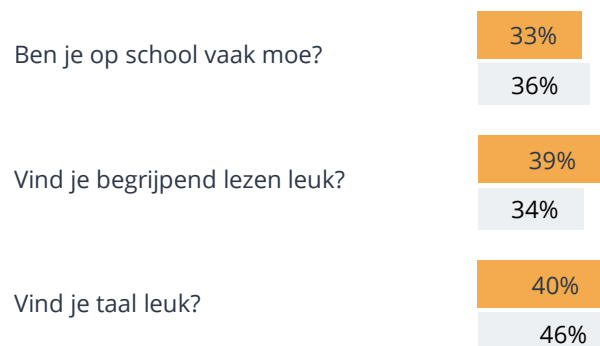 Ben je op school vaak moe?
33%
36%
Vind je begrijpend lezen leuk?
39%
34%
Vind je taal leuk?
40%
46%